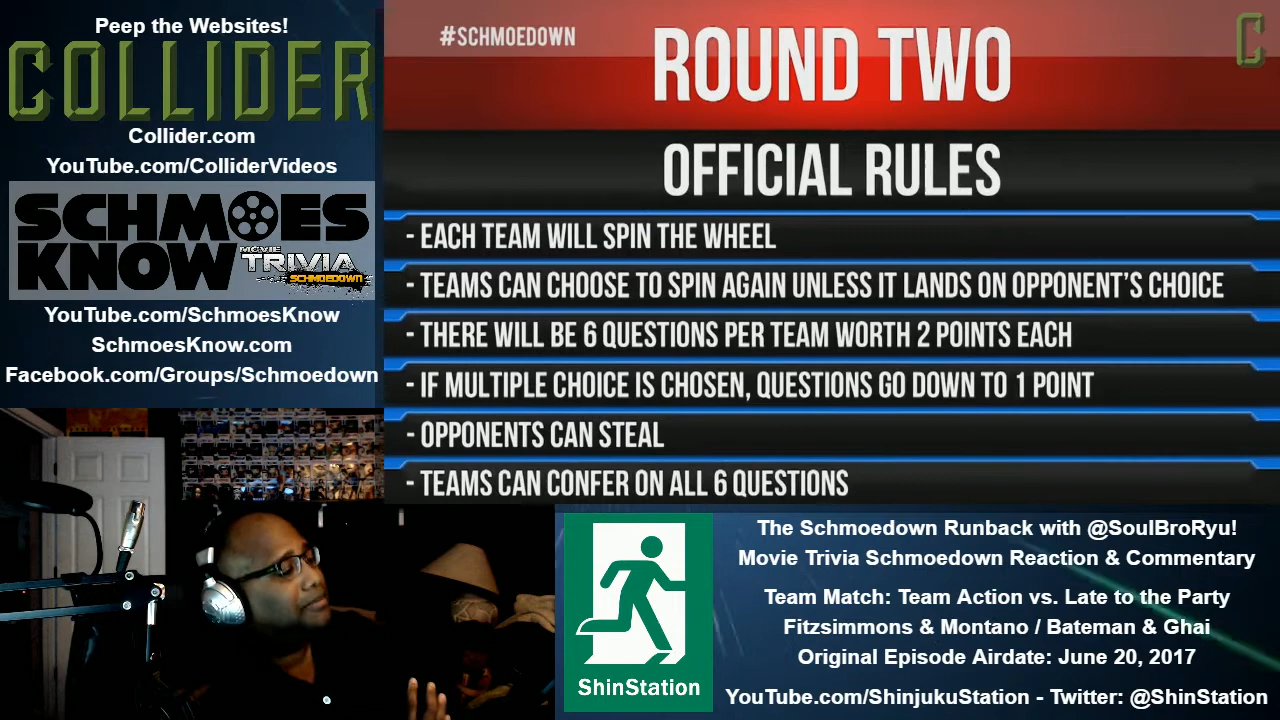 Peep the Websites!
COLLIDER
Collider.com
YouTube.com/ColliderVideos
SCHMOES
KNOW
MOVIE
TRIVIA
SCHMOEDOWN
YouTube.com/SchmoesKnow
SchmoesKnow.com
Facebook.com/Groups/Schmoedown
#SCHMOEDOWN
C
ROUND TWO
OFFICIAL RULES
- EACH TEAM WILL SPIN THE WHEEL
- TEAMS CAN CHOOSE TO SPIN AGAIN UNLESS IT LANDS ON OPPONENT'S CHOICE
- THERE WILL BE 6 QUESTIONS PER TEAM WORTH 2 POINTS EACH
- IF MULTIPLE CHOICE IS CHOSEN, QUESTIONS GO DOWN TO 1 POINT
- OPPONENTS CAN STEAL
- TEAMS CAN CONFER ON ALL 6 QUESTIONS
ShinStation
The Schmoedown Runback with @SoulBroRyu!
Movie Trivia Schmoedown Reaction & Commentary
Team Match: Team Action vs. Late to the Party
Fitzsimmons & Montano / Bateman & Ghai
Original Episode Airdate: June 20, 2017
YouTube.com/ShinjukuStation - Twitter: @ShinStation